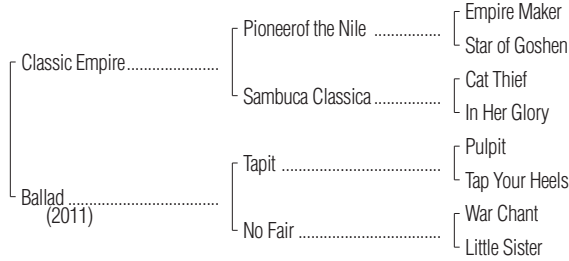 Empire Maker
Pioneerof the Nile ................
Star of Goshen
Classic Empire......................
Cat Thief
Sambuca Classica................
In Her Glory
Pulpit
Tapit ......................................
Tap Your Heels
Ballad ....................................
(2011)
War Chant
No Fair ..................................
Little Sister